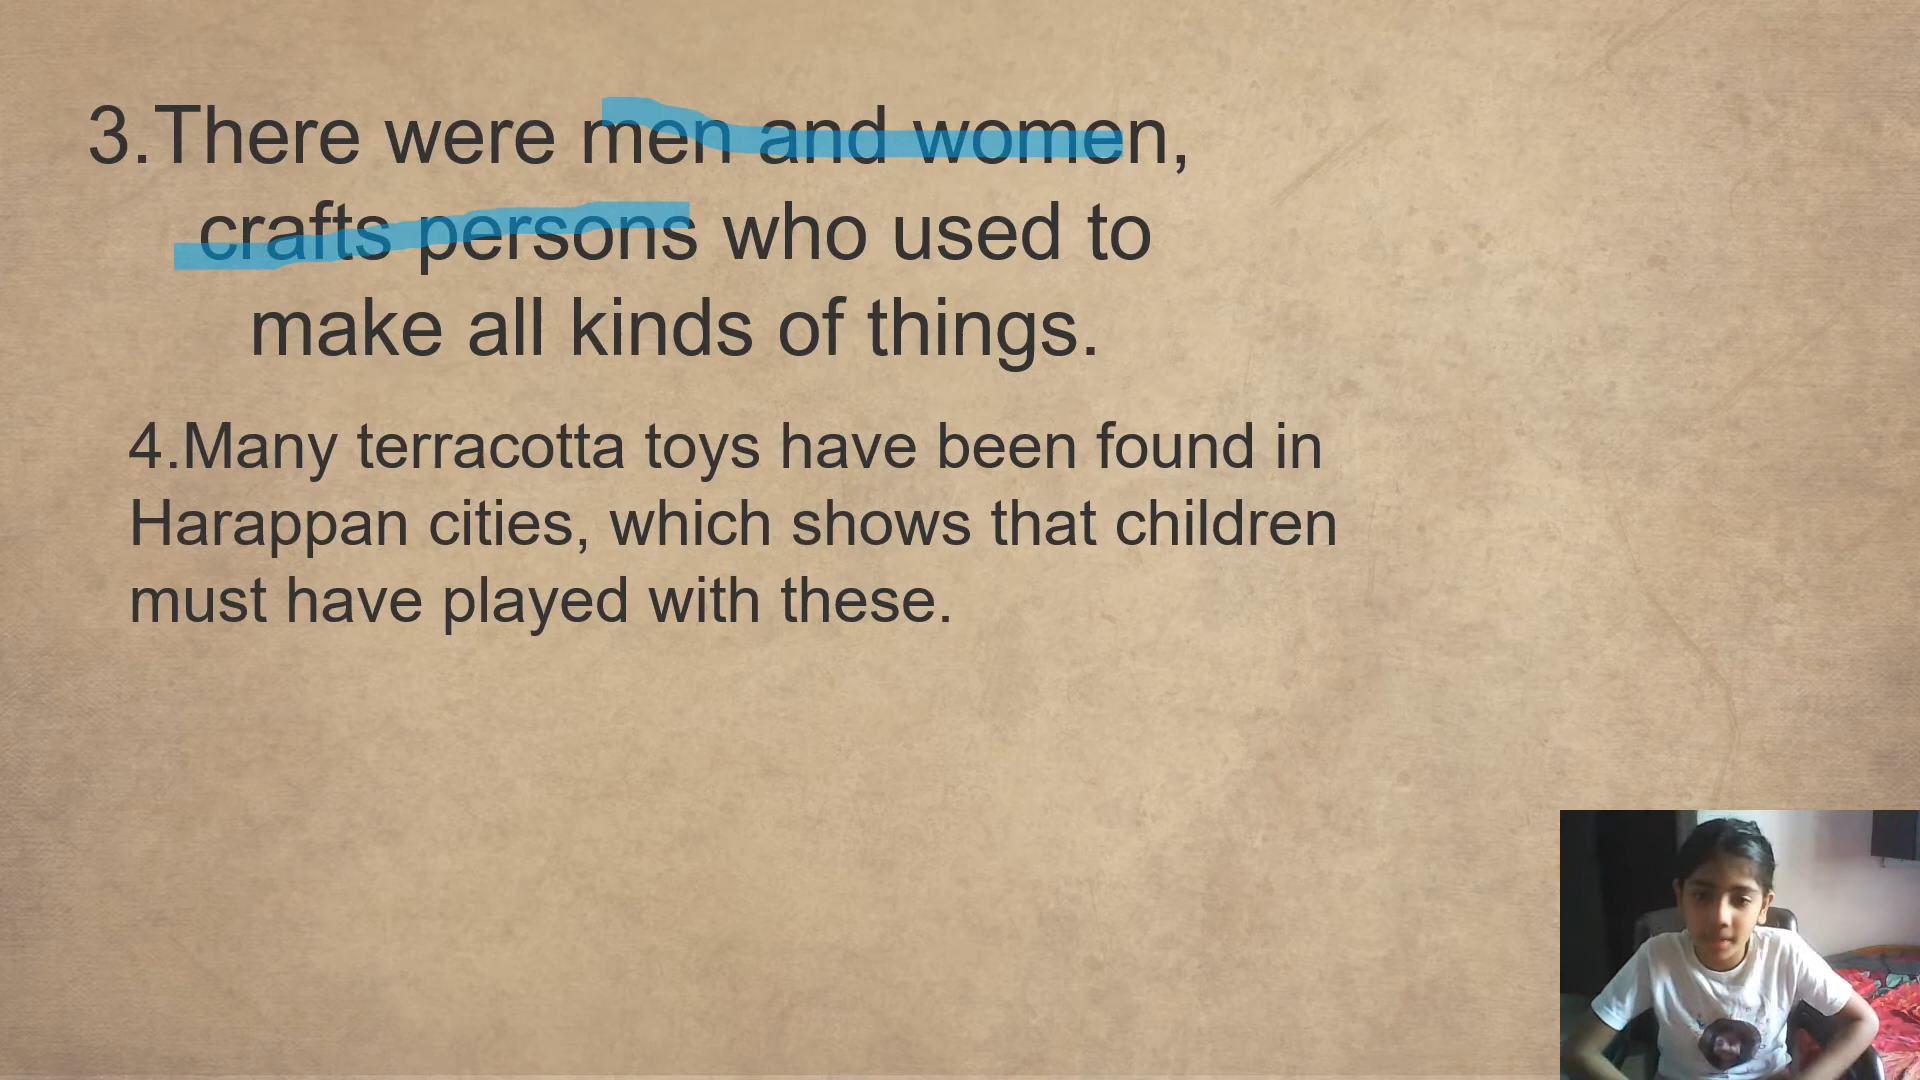 3.There were men and women,
crafts persons who used to
make all kinds of things.
4.Many terracotta toys have been found in
Harappan cities, which shows that children
must have played with these.